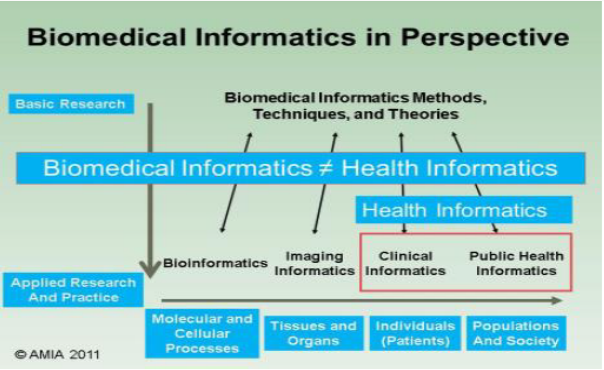 Biomedical Informatics in Perspective
Basic Research
Biomedical Informatics Methods,
Techniques, and Theories
Biomedical Informatics ≠ Health Informatics
Health Informatics
Bioinformatics
Imaging
Informatics
Clinical
Informatics
Public Health
Informatics
Applied Research
And Practice
Molecular and
Cellular
Processes
Tissues and
Organs
Individuals
(Patients)
Populations
And Society
© AMIA 2011